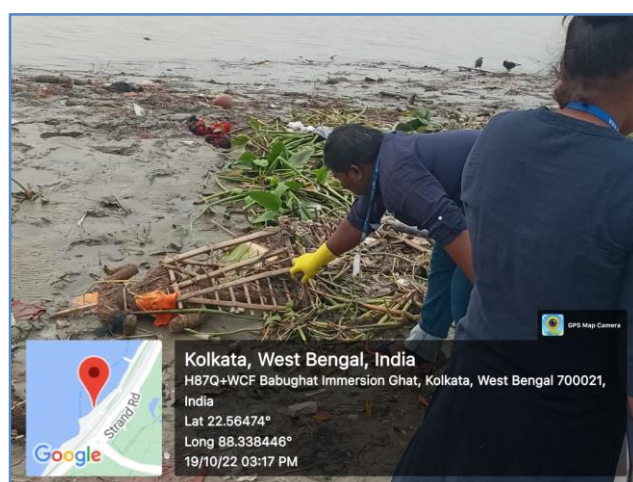 GPS Map Camera
Kolkata, West Bengal, India
H87Q+WCF Babughat Immersion Ghat, Kolkata, West Bengal 700021,
India
Lat 22.56474°
Long 88.338446°
19/10/22 03:17 PM
Strand Rd
Google